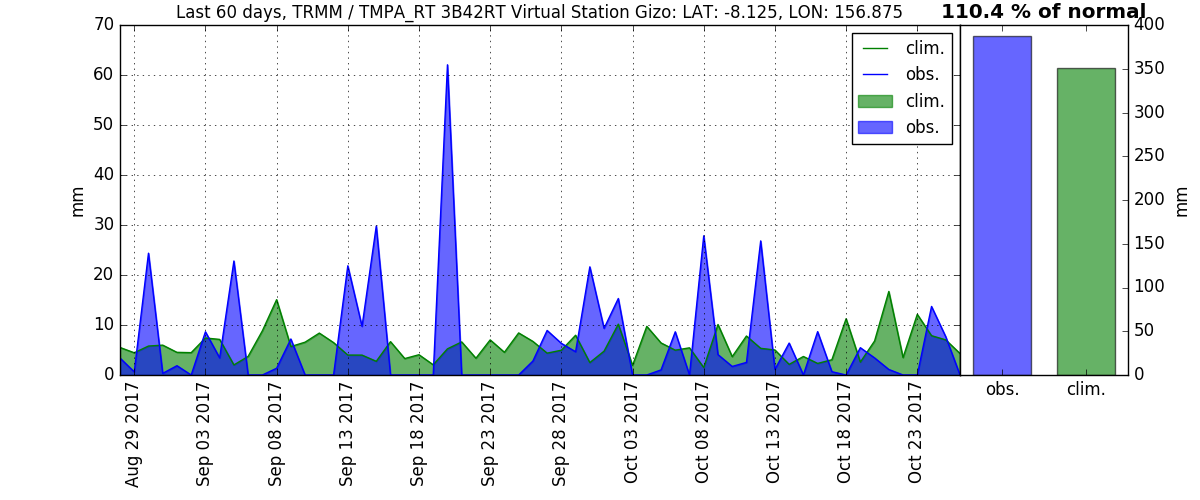 Last 60 days, TRMM / TMPA_RT 3B42RT Virtual Station Gizo: LAT: -8.125, LON: 156.875
110.4 % of normal
70
60
50
40
30
20
10
0
mm
clim.
obs.
clim.
obs.
Aug 29 2017
Sep 03 2017
Sep 08 2017
Sep 13 2017
Sep 18 2017
Sep 23 2017
Sep 28 2017
Oct 03 2017
Oct 08 2017
Oct 13 2017
Oct 18 2017
Oct 23 2017
400
350
300
250
200
150
100
50
0
mm
obs.
clim.